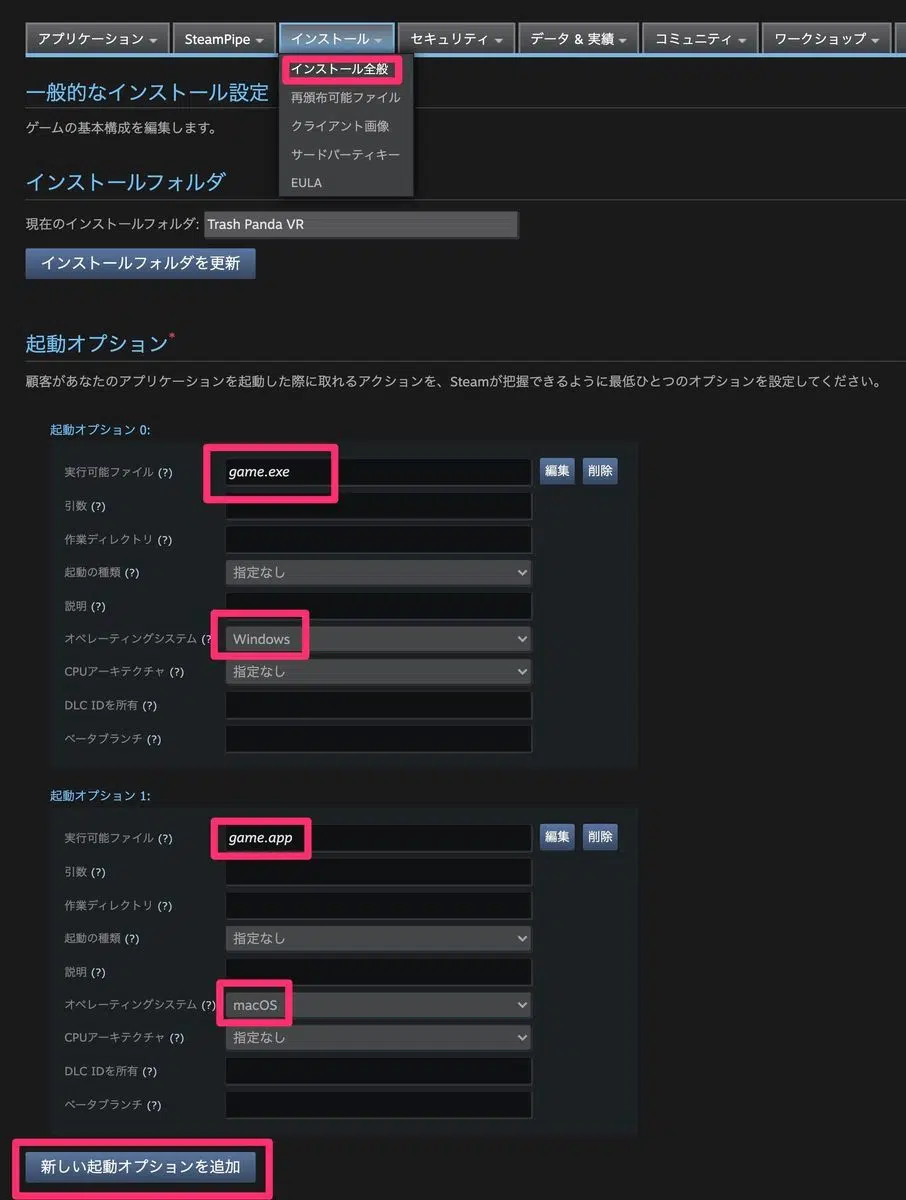 アプリケーション SteamPipe インストール セキュリティ データ & 実績 コミュニティ ワークショップ
インストール全般
再頒布可能ファイル
クライアント画像
サードパーティキー
EULA
一般的なインストール設定
ゲームの基本構成を編集します。
インストールフォルダ
現在のインストールフォルダ: Trash Panda VR
インストールフォルダを更新
起動オプション*
顧客があなたのアプリケーションを起動した際に取れるアクションを、Steamが把握できるように最低ひとつのオプションを設定してください。
起動オプション 0:
実行可能ファイル (?) game.exe 編集 削除
引数 (?)
作業ディレクトリ (?)
起動の種類 (?) 指定なし
説明 (?)
オペレーティングシステム (? Windows
CPUアーキテクチャ (?) 指定なし
DLC IDを所有 (?)
ベータブランチ (?)
起動オプション 1:
実行可能ファイル (?) game.app 編集 削除
引数 (?)
作業ディレクトリ (?)
起動の種類 (?) 指定なし
説明 (?)
オペレーティングシステム (?) macOS
CPUアーキテクチャ (?) 指定なし
DLC IDを所有 (?)
ベータブランチ (?)
新しい起動オプションを追加